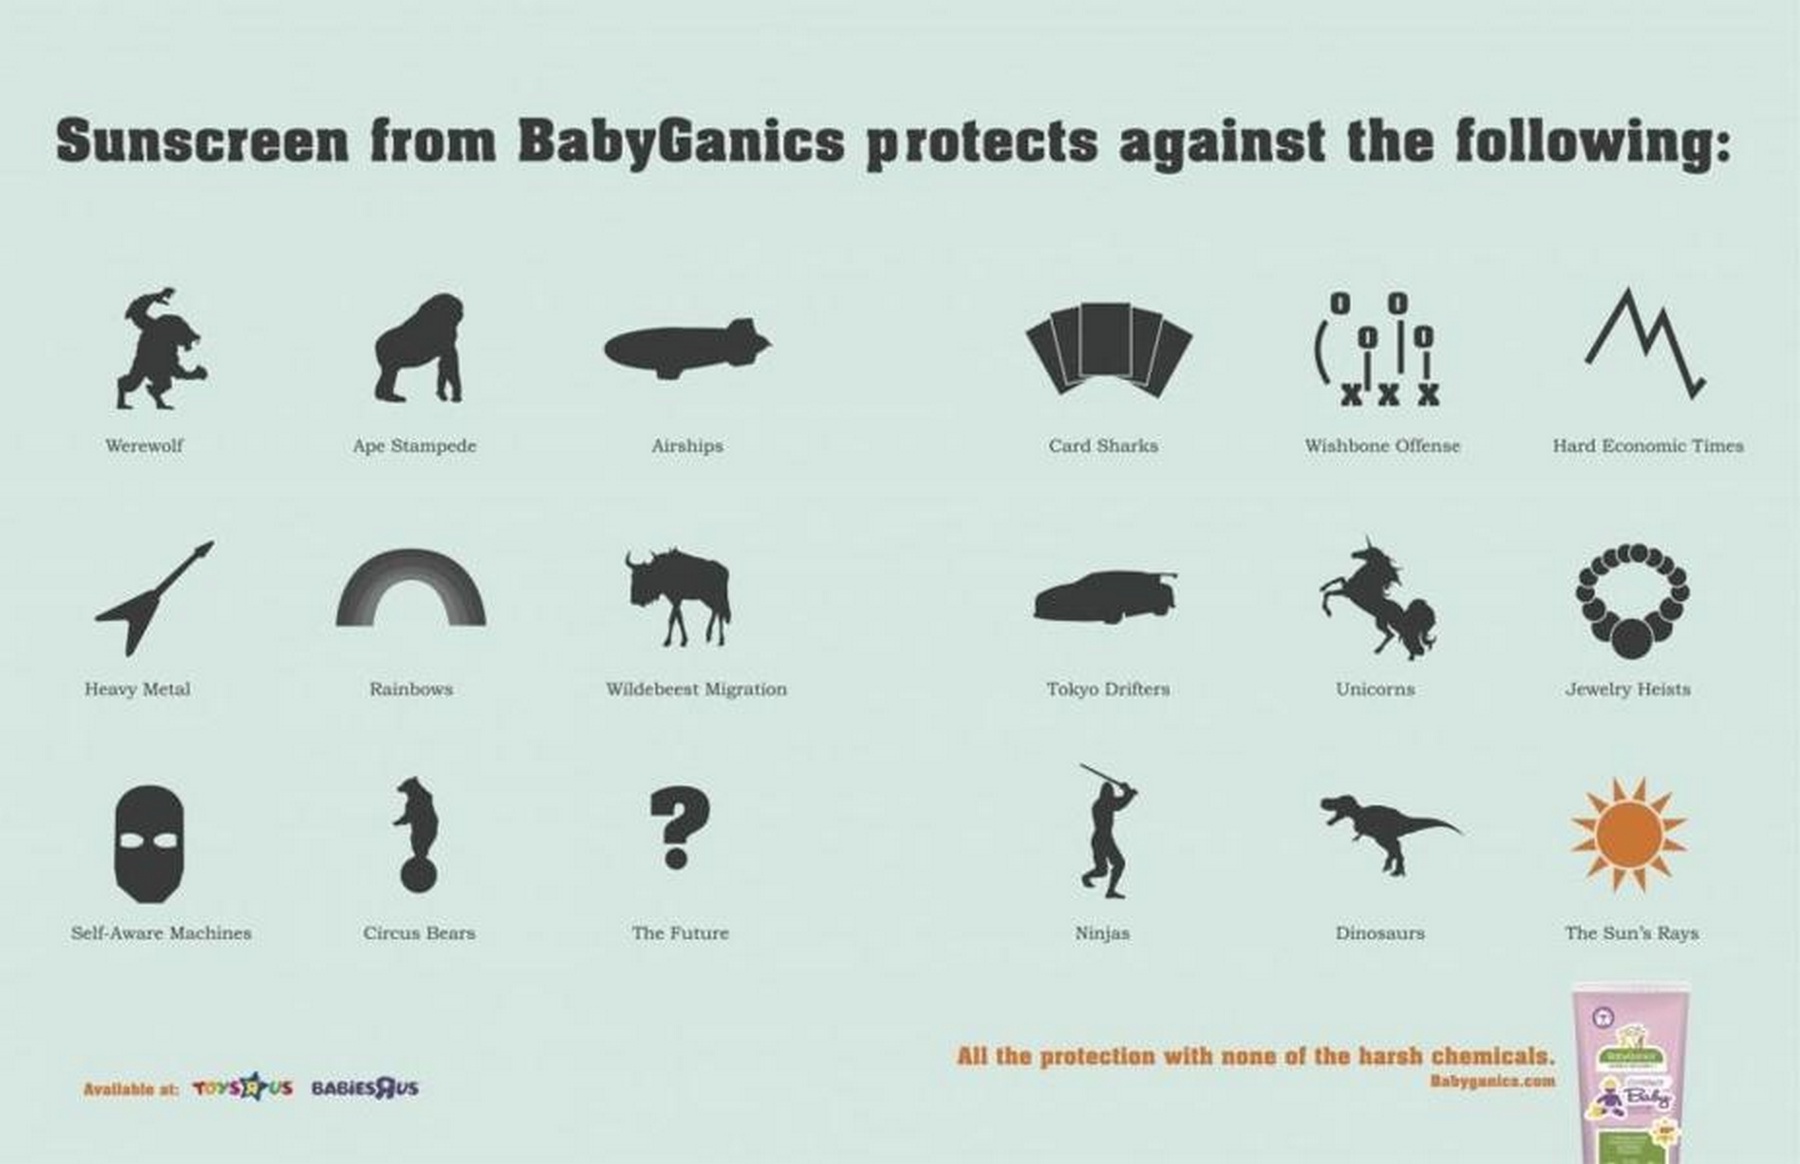 Sunscreen from BabyGanics protects against the following:
Werewolf
Ape Stampede
Airships
Card Sharks
Wishbone Offense
Hard Economic Times
Heavy Metal
Rainbows
Wildebeest Migration
Tokyo Drifters
Unicorns
Jewelry Heists
Self-Aware Machines
Circus Bears
The Future
Ninjas
Dinosaurs
The Sun's Rays
All the protection with none of the harsh chemicals.
Babyganics.com
Available at: TOYS R US BABIES R US
Baby